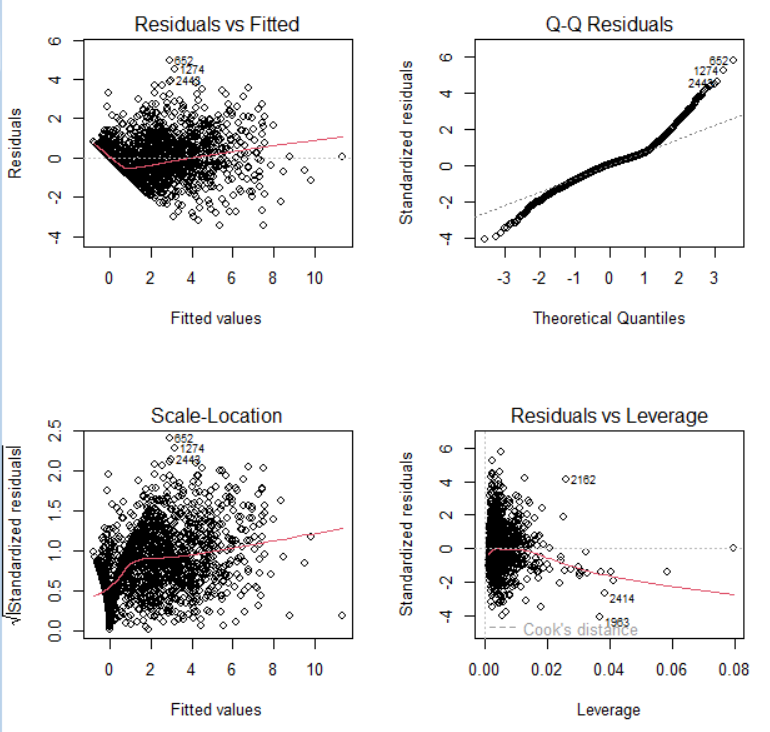 Residuals vs Fitted
Residuals
6
4
2
0
-2
-4
652
1274
2443
0 2 4 6 8 10
Fitted values
Q-Q Residuals
Standardized residuals
6
4
2
0
-2
-4
652
1274
2443
-3 -2 -1 0 1 2 3
Theoretical Quantiles
Scale-Location
√|Standardized residuals|
2.5
2.0
1.5
1.0
0.5
0.0
652
1274
2443
0 2 4 6 8 10
Fitted values
Residuals vs Leverage
Standardized residuals
6
4
2
0
-2
-4
2162
2414
1963
Cook's distance
0.00 0.02 0.04 0.06 0.08
Leverage